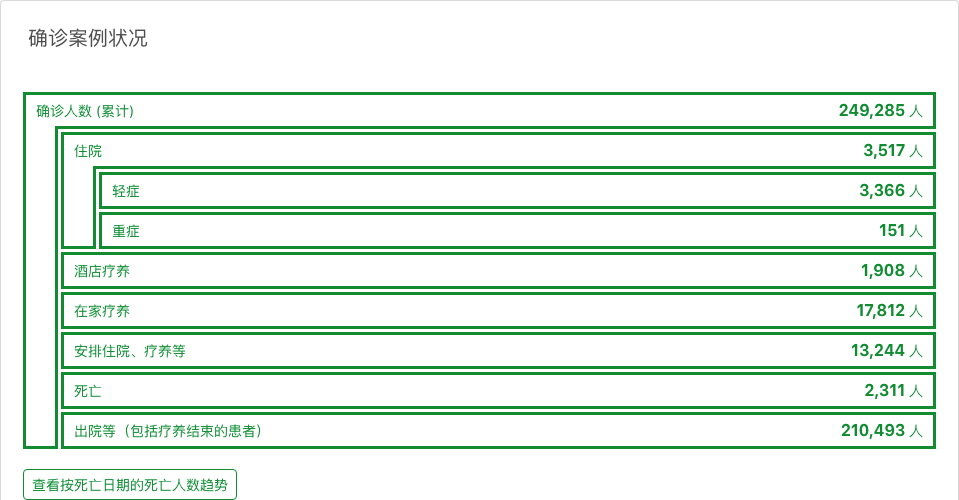 确诊案例状况
确诊人数 (累计) 249,285 人
住院 3,517 人
轻症 3,366 人
重症 151 人
酒店疗养 1,908 人
在家疗养 17,812 人
安排住院、疗养等 13,244 人
死亡 2,311 人
出院等（包括疗养结束的患者） 210,493 人
查看按死亡日期的死亡人数趋势